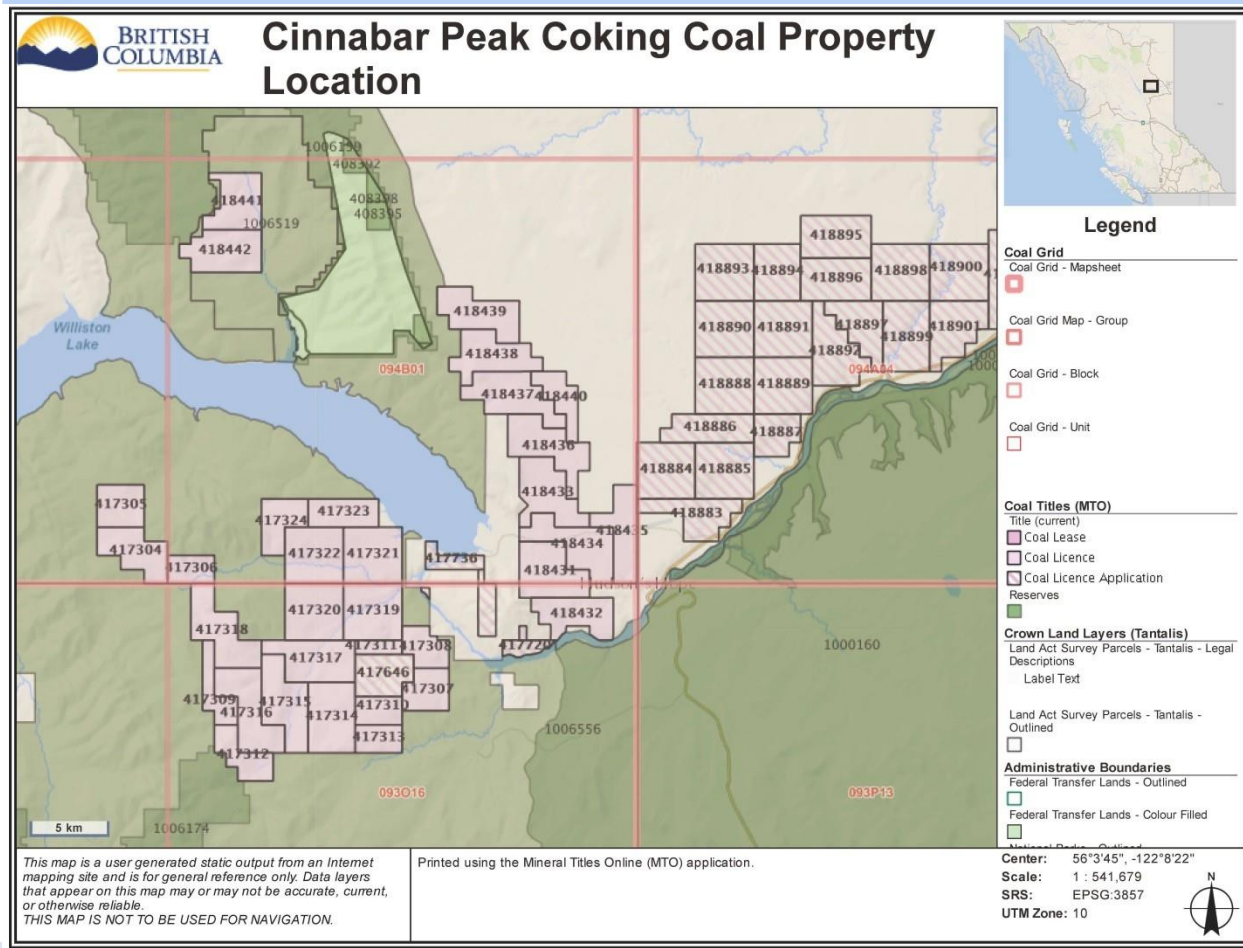 BRITISH
COLUMBIA
Cinnabar Peak Coking Coal Property
Location
1006199
408392
418441
408398
408395
1006519
418442
418895
418893
418894
418896
418898
418900
Williston
Lake
418439
418890
418891
418897
418899
418901
418438
418892
094B01
094A04
418437
418440
418888
418889
418436
418886
418887
418884
418885
417305
418433
417324
417323
418883
418435
417304
417322
417321
417736
418434
417306
418431
417320
417319
418432
417318
417311
417308
417720
1000160
417317
417646
417307
417309
417315
417310
417316
417314
417313
1006556
417312
093O16
093P13
5 km
1006174
Legend
Coal Grid
Coal Grid - Mapsheet
Coal Grid Map - Group
Coal Grid - Block
Coal Grid - Unit
Coal Titles (MTO)
Title (current)
Coal Lease
Coal Licence
Coal Licence Application
Reserves
Crown Land Layers (Tantalis)
Land Act Survey Parcels - Tantalis - Legal
Descriptions
Label Text
Land Act Survey Parcels - Tantalis -
Outlined
Administrative Boundaries
Federal Transfer Lands - Outlined
Federal Transfer Lands - Colour Filled
This map is a user generated static output from an Internet
mapping site and is for general reference only. Data layers
that appear on this map may or may not be accurate, current,
or otherwise reliable.
THIS MAP IS NOT TO BE USED FOR NAVIGATION.
Printed using the Mineral Titles Online (MTO) application.
Center: 56°3'45", -122°8'22"
Scale: 1 : 541,679
SRS: EPSG:3857
UTM Zone: 10
N